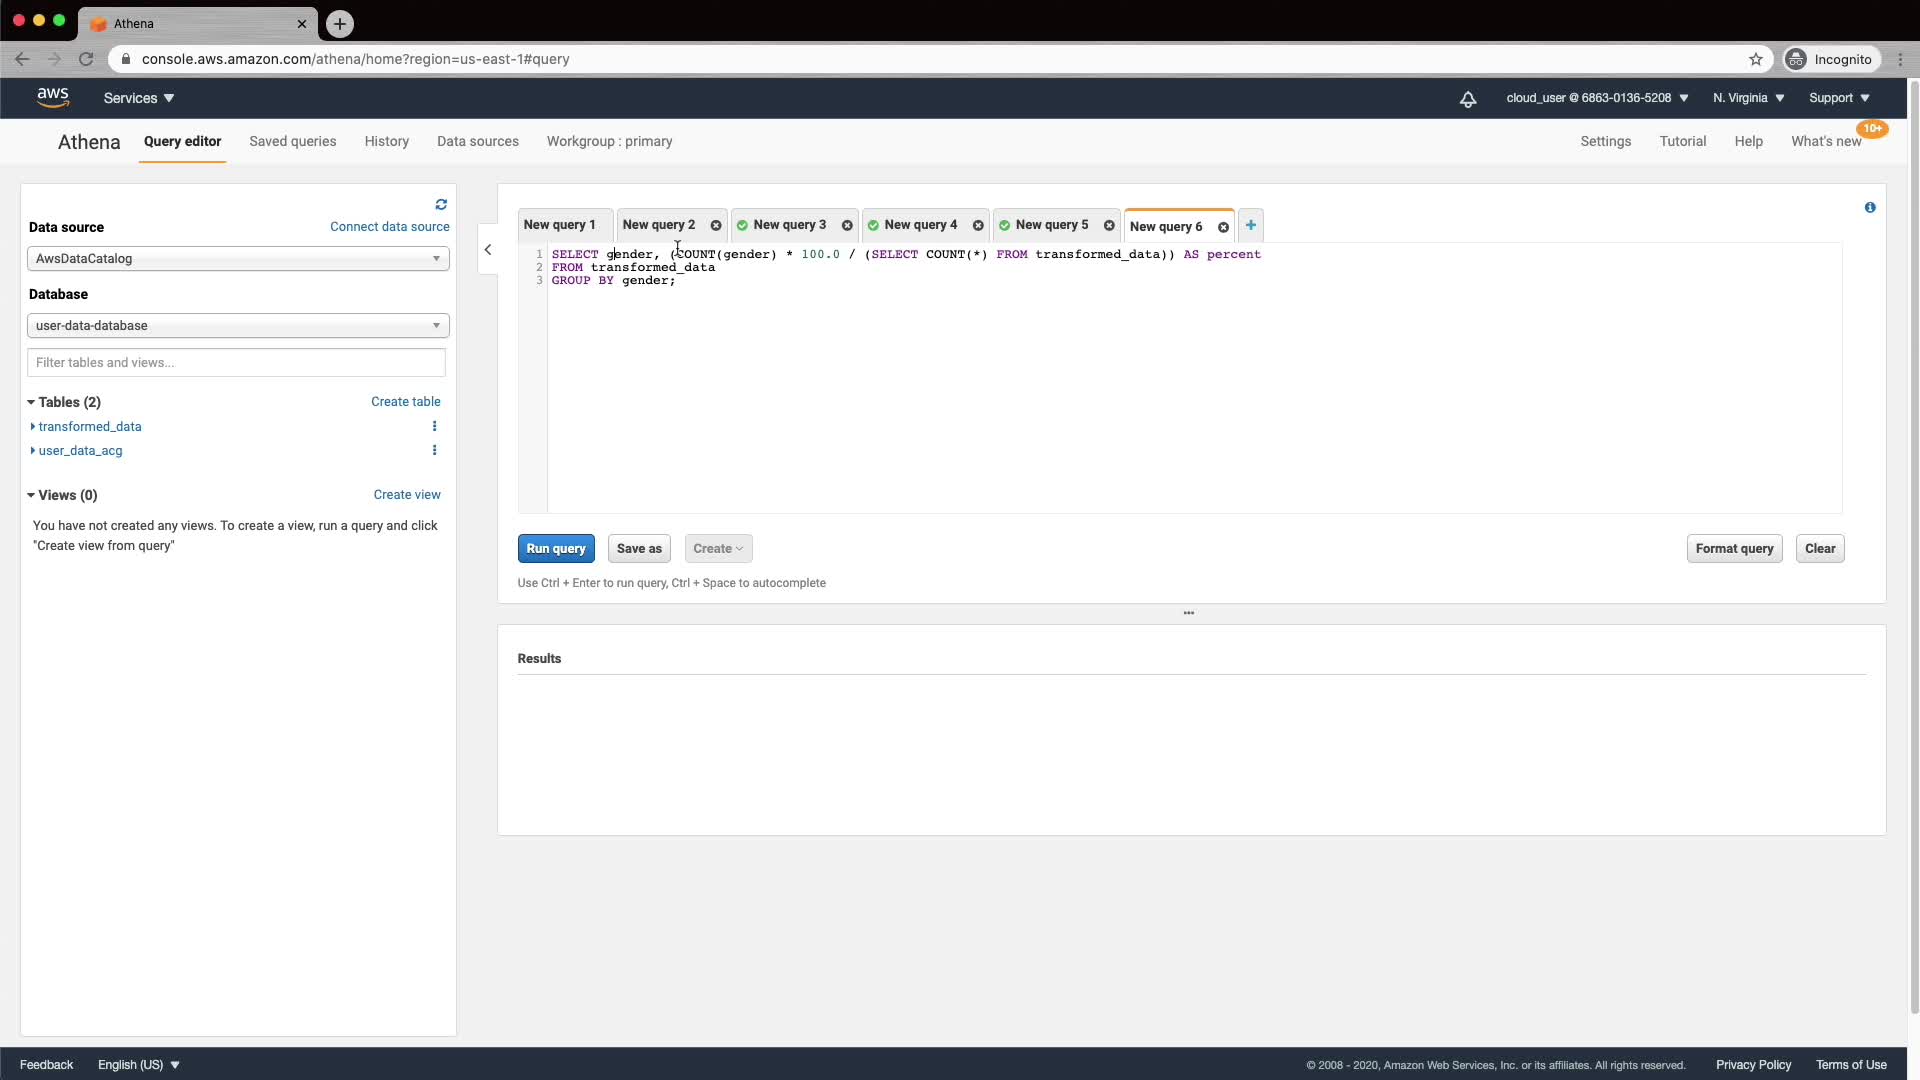 Athena
console.aws.amazon.com/athena/home?region=us-east-1#query
Incognito
aws
Services
cloud_user @ 6863-0136-5208
N. Virginia
Support
Athena
Query editor
Saved queries
History
Data sources
Workgroup : primary
Settings
Tutorial
Help
What's new
10+
Data source
Connect data source
AwsDataCatalog
Database
user-data-database
Filter tables and views...
Tables (2)
Create table
transformed_data
user_data_acg
Views (0)
Create view
You have not created any views. To create a view, run a query and click
"Create view from query"
New query 1
New query 2
New query 3
New query 4
New query 5
New query 6
1 SELECT gender, (COUNT(gender) * 100.0 / (SELECT COUNT(*) FROM transformed_data)) AS percent
2 FROM transformed_data
3 GROUP BY gender;
Run query
Save as
Create
Format query
Clear
Use Ctrl + Enter to run query, Ctrl + Space to autocomplete
Results
Feedback
English (US)
© 2008 - 2020, Amazon Web Services, Inc. or its affiliates. All rights reserved.
Privacy Policy
Terms of Use